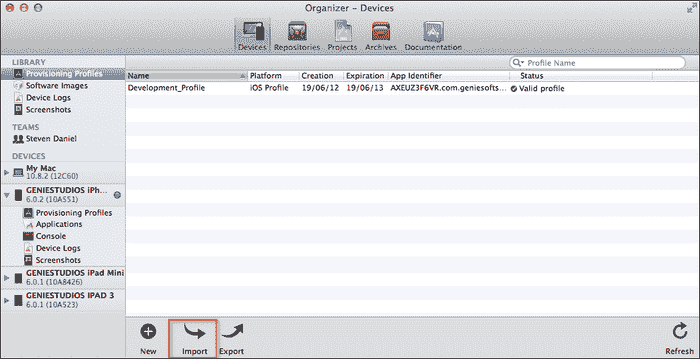 Organizer – Devices
Devices Repositories Projects Archives Documentation
Profile Name
LIBRARY
Provisioning Profiles
Software Images
Device Logs
Screenshots
TEAMS
Steven Daniel
DEVICES
My Mac
10.8.2 (12C60)
GENIESTUDIOS iPh...
6.0.2 (10A551)
Provisioning Profiles
Applications
Console
Device Logs
Screenshots
GENIESTUDIOS iPad Mini
6.0.1 (10A8426)
GENIESTUDIOS IPAD 3
6.0.1 (10A523)
Name Platform Creation Expiration App Identifier Status
Development_Profile iOS Profile 19/06/12 19/06/13 AXEUZ3F6VR.com.geniesofts... Valid profile
New Import Export Refresh